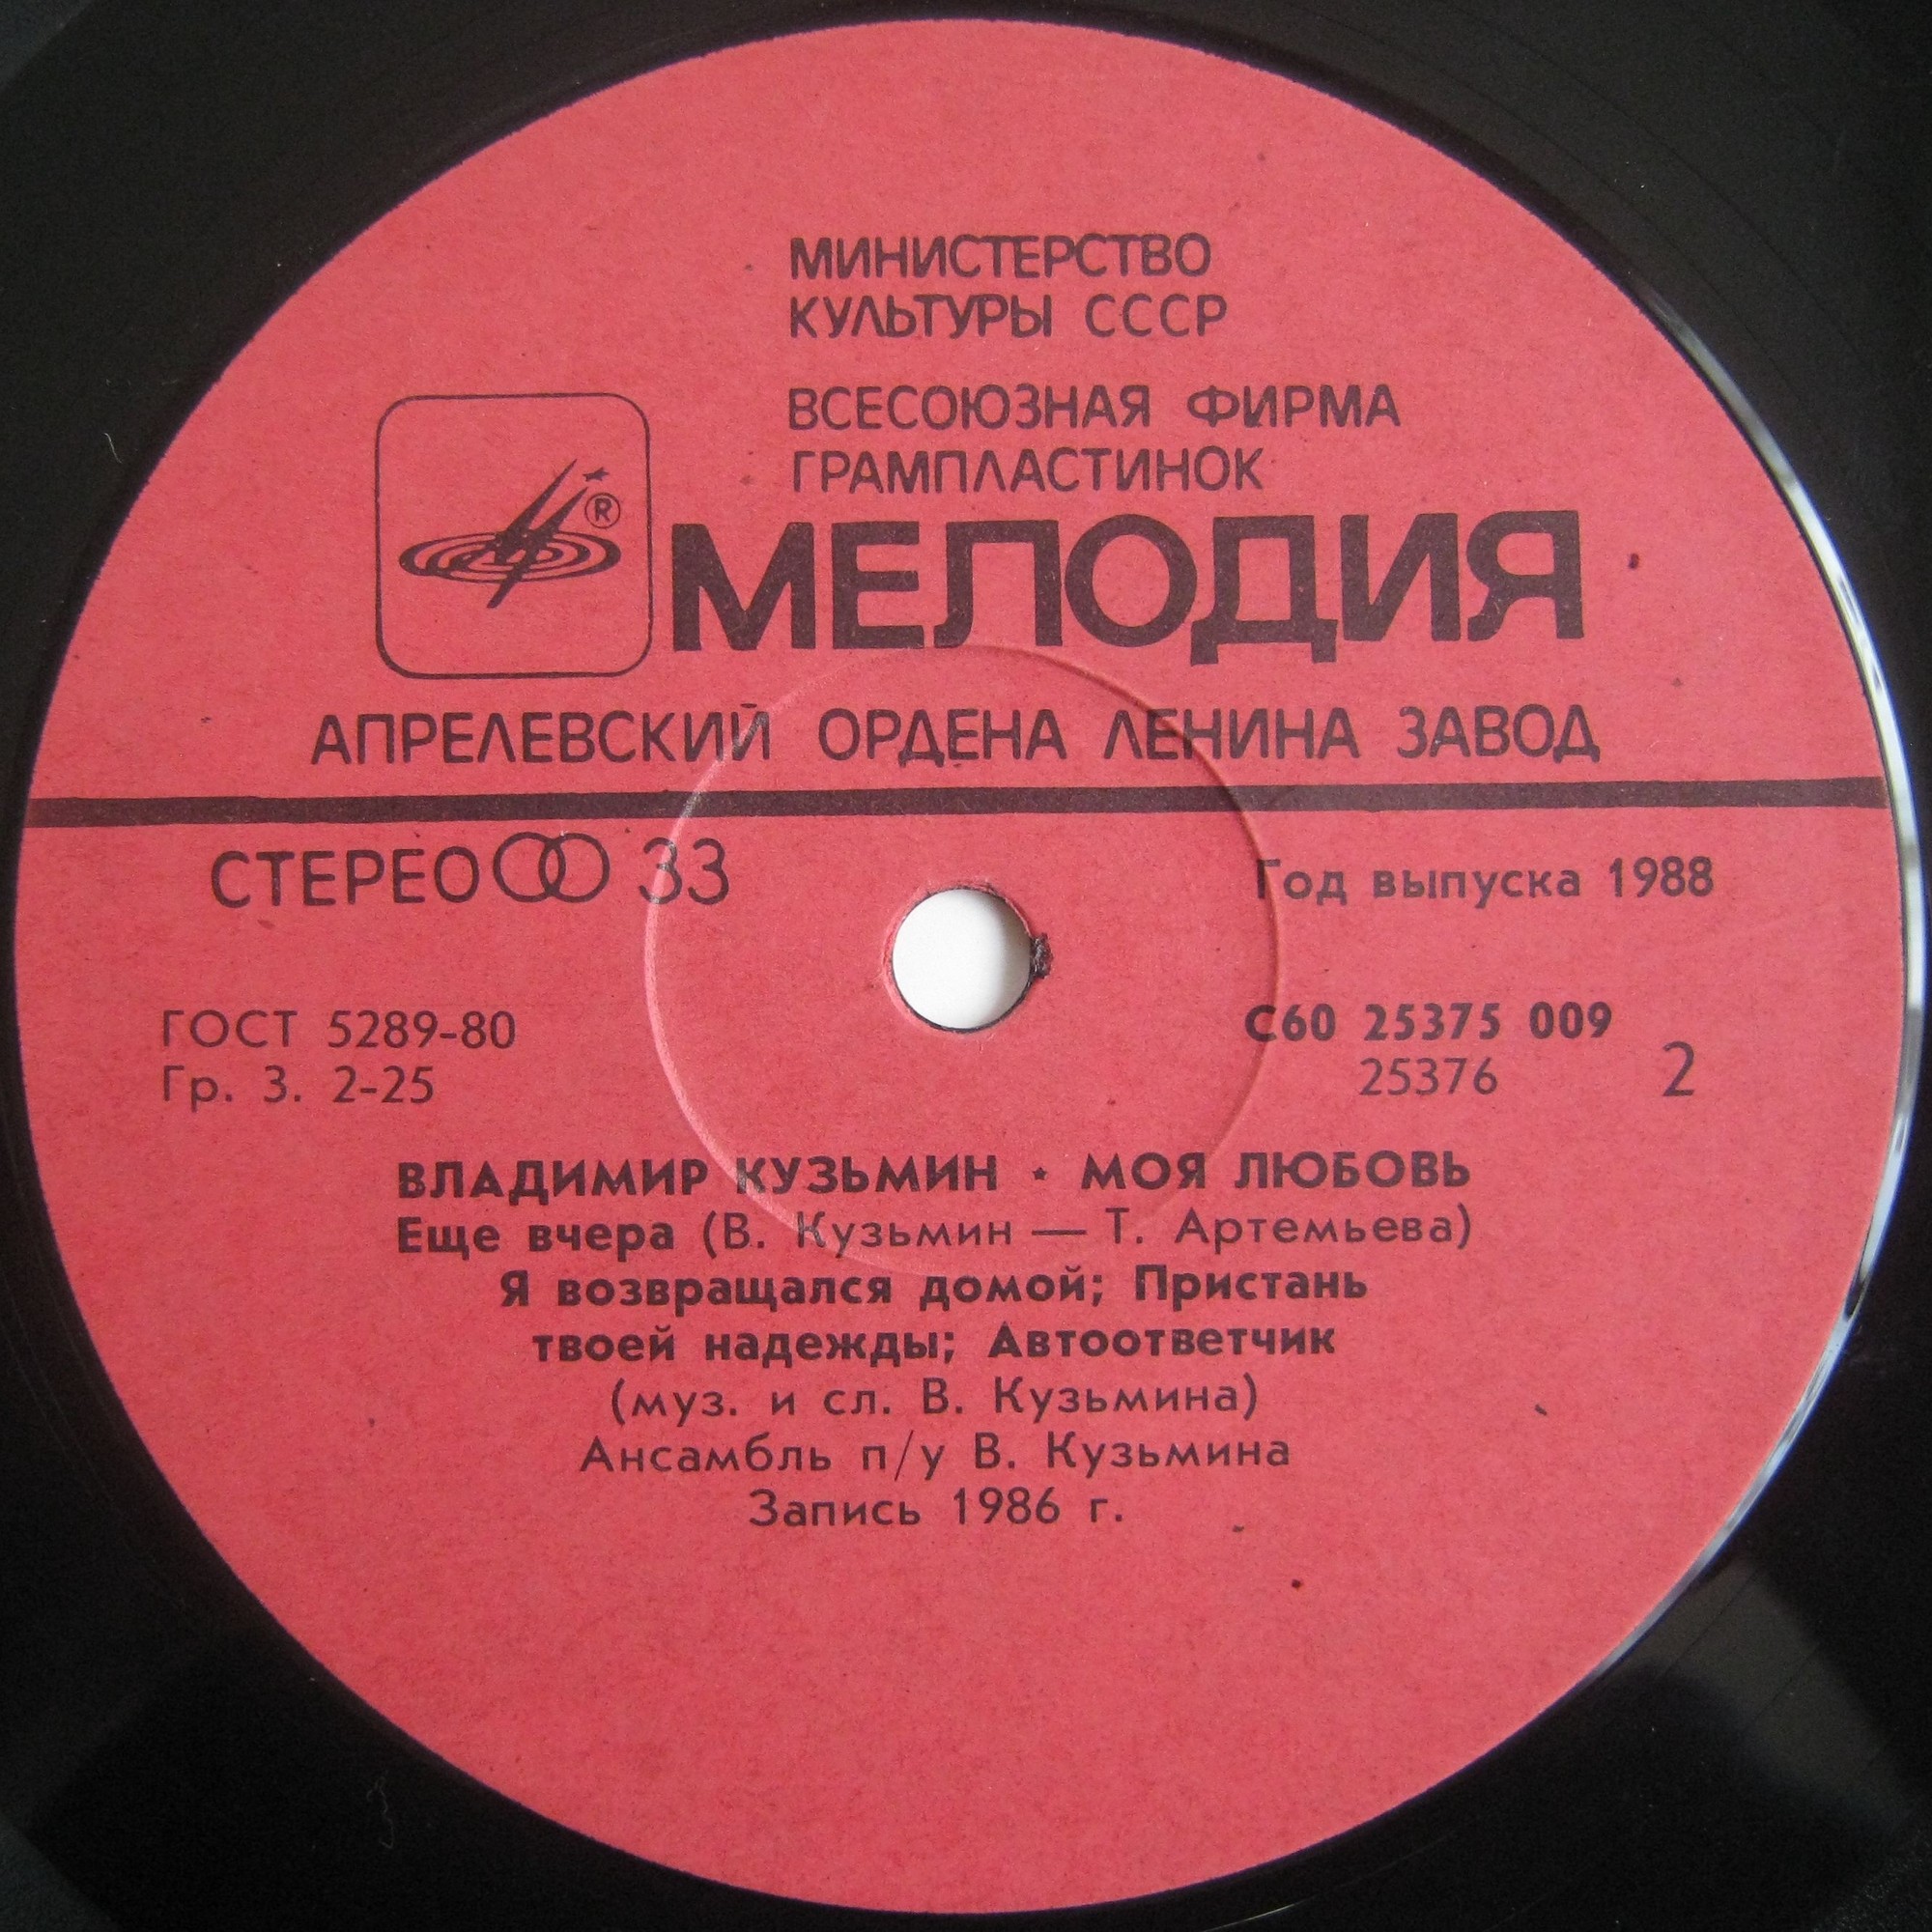 МИНИСТЕРСТВО
КУЛЬТУРЫ СССР
ВСЕСОЮЗНАЯ ФИРМА
ГРАМПЛАСТИНОК
®
МЕЛОДИЯ
АПРЕЛЕВСКИЙ ОРДЕНА ЛЕНИНА ЗАВОД
СТЕРЕО 33
Год выпуска 1988
ГОСТ 5289-80
Гр. 3. 2-25
С60 25375 009
25376 2
ВЛАДИМИР КУЗЬМИН ⋆ МОЯ ЛЮБОВЬ
Еще вчера (В. Кузьмин — Т. Артемьева)
Я возвращался домой; Пристань
твоей надежды; Автоответчик
(муз. и сл. В. Кузьмина)
Ансамбль п/у В. Кузьмина
Запись 1986 г.